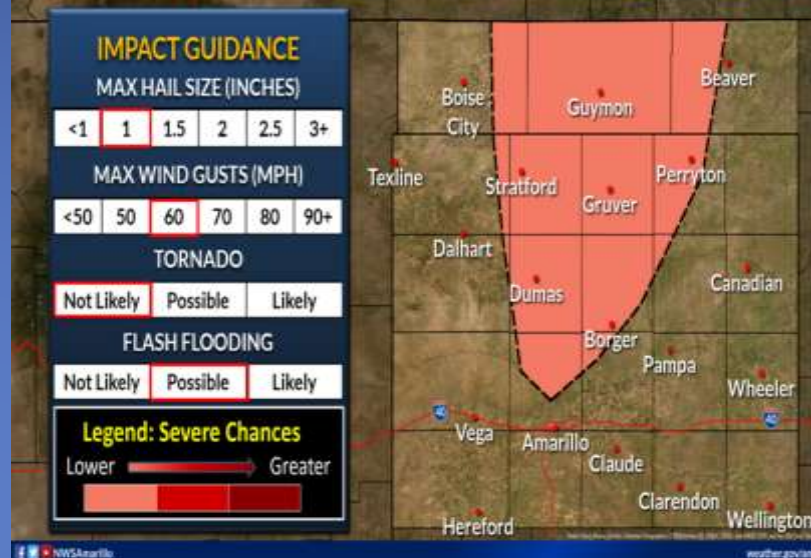 IMPACT GUIDANCE
MAX HAIL SIZE (INCHES)
<1 1 1.5 2 2.5 3+
MAX WIND GUSTS (MPH)
<50 50 60 70 80 90+
TORNADO
Not Likely Possible Likely
FLASH FLOODING
Not Likely Possible Likely
Legend: Severe Chances
Lower Greater
Boise
City
Guymon
Beaver
Texline
Stratford
Gruver
Perryton
Dalhart
Dumas
Canadian
Borger
Pampa
Wheeler
40
40
Vega
Amarillo
Claude
Clarendon
Hereford
Wellington
NWSAmarillo